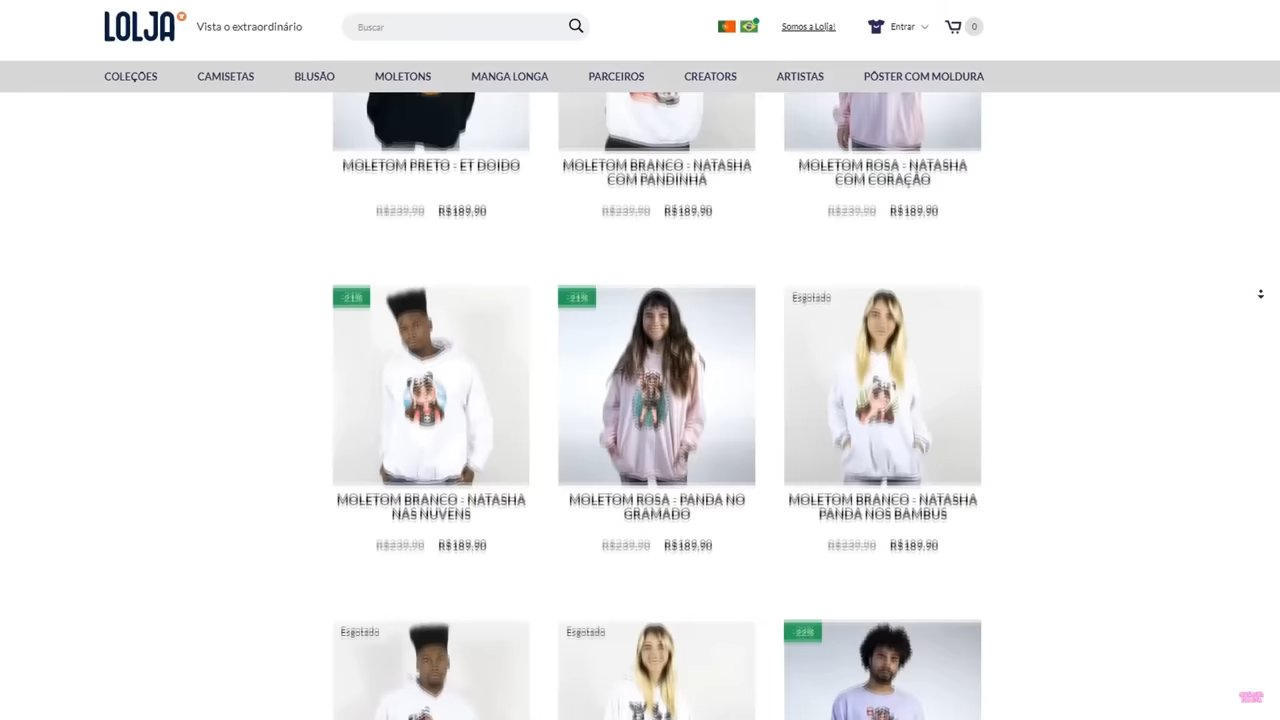 LOLJA
Vista o extraordinário
Buscar
Somos a Lolja!
Entrar
0
COLEÇÕES CAMISETAS BLUSÃO MOLETONS MANGA LONGA PARCEIROS CREATORS ARTISTAS PÔSTER COM MOLDURA
MOLETOM PRETO - ET DOIDO
MOLETOM BRANCO - NATASHA
COM PANDINHA
MOLETOM ROSA - NATASHA
COM CORAÇÃO
R$239,90 R$189,90
R$239,90 R$189,90
R$239,90 R$189,90
-21%
-21%
Esgotado
MOLETOM BRANCO - NATASHA
NAS NUVENS
MOLETOM ROSA - PANDA NO
GRAMADO
MOLETOM BRANCO - NATASHA
PANDA NOS BAMBUS
R$239,90 R$189,90
R$239,90 R$189,90
R$239,90 R$189,90
Esgotado
Esgotado
-22%